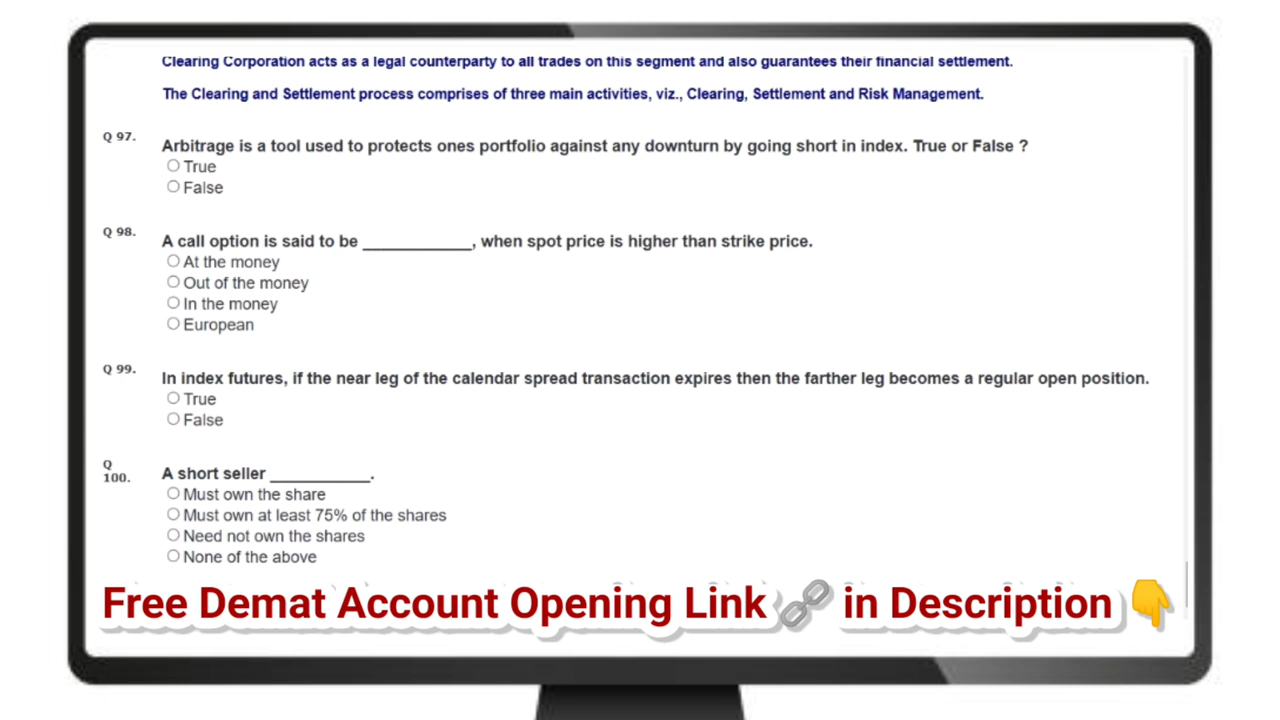 Clearing Corporation acts as a legal counterparty to all trades on this segment and also guarantees their financial settlement.
The Clearing and Settlement process comprises of three main activities, viz., Clearing, Settlement and Risk Management.
Q 97. Arbitrage is a tool used to protects ones portfolio against any downturn by going short in index. True or False ?
True
False
Q 98. A call option is said to be ____________, when spot price is higher than strike price.
At the money
Out of the money
In the money
European
Q 99. In index futures, if the near leg of the calendar spread transaction expires then the farther leg becomes a regular open position.
True
False
Q 100. A short seller ___________.
Must own the share
Must own at least 75% of the shares
Need not own the shares
None of the above
Free Demat Account Opening Link 🔗 in Description 👇